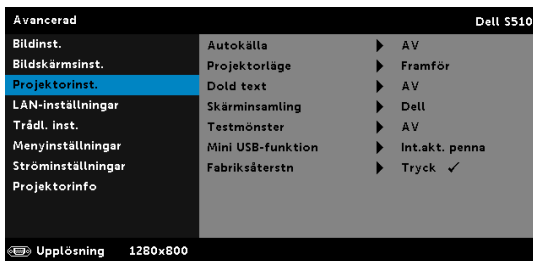 Avancerad Dell S510
Bildinst.
Bildskärmsinst.
Projektorinst.
LAN-inställningar
Trådl. inst.
Menyinställningar
Ströminställningar
Projektorinfo
Autokälla AV
Projektorläge Framför
Dold text AV
Skärminsamling Dell
Testmönster AV
Mini USB-funktion Int.akt. penna
Fabriksåterstn Tryck ✓
Upplösning 1280x800